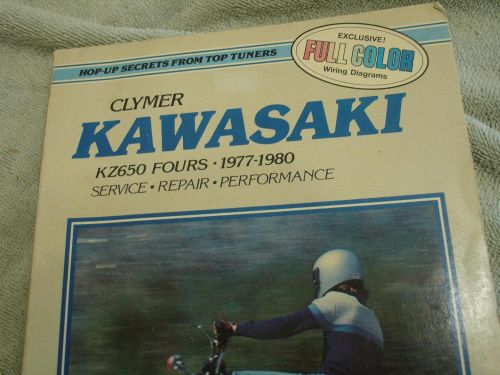 HOP-UP SECRETS FROM TOP TUNERS
EXCLUSIVE!
FULL COLOR
Wiring Diagrams
CLYMER
KAWASAKI
KZ650 FOURS • 1977-1980
SERVICE • REPAIR • PERFORMANCE